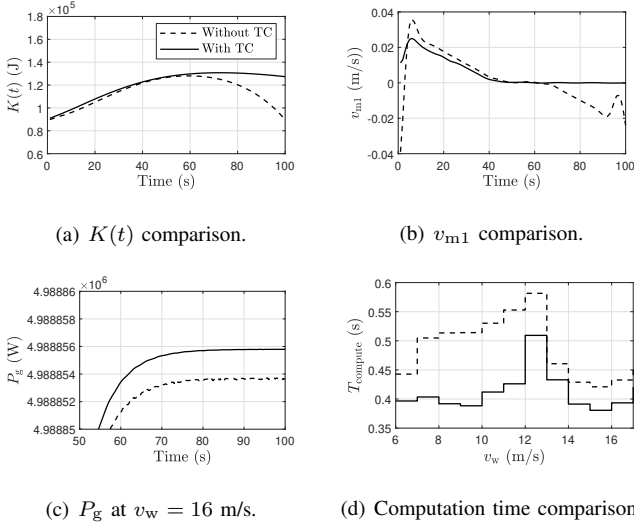 ×10^5
1.8
1.6
1.4
1.2
1
0.8
0.6
K(t) (J)
Without TC
With TC
0 20 40 60 80 100
Time (s)
(a) K(t) comparison.
0.04
0.02
0
-0.02
-0.04
v_m1 (m/s))
0 20 40 60 80 100
Time (s)
(b) v_m1 comparison.
×10^6
4.98886
4.988858
4.988856
4.988854
4.988852
4.98885
P_g (W)
50 60 70 80 90 100
Time (s)
(c) P_g at v_w = 16 m/s.
0.6
0.55
0.5
0.45
0.4
0.35
T_compute (s)
6 8 10 12 14 16
v_w (m/s)
(d) Computation time comparison